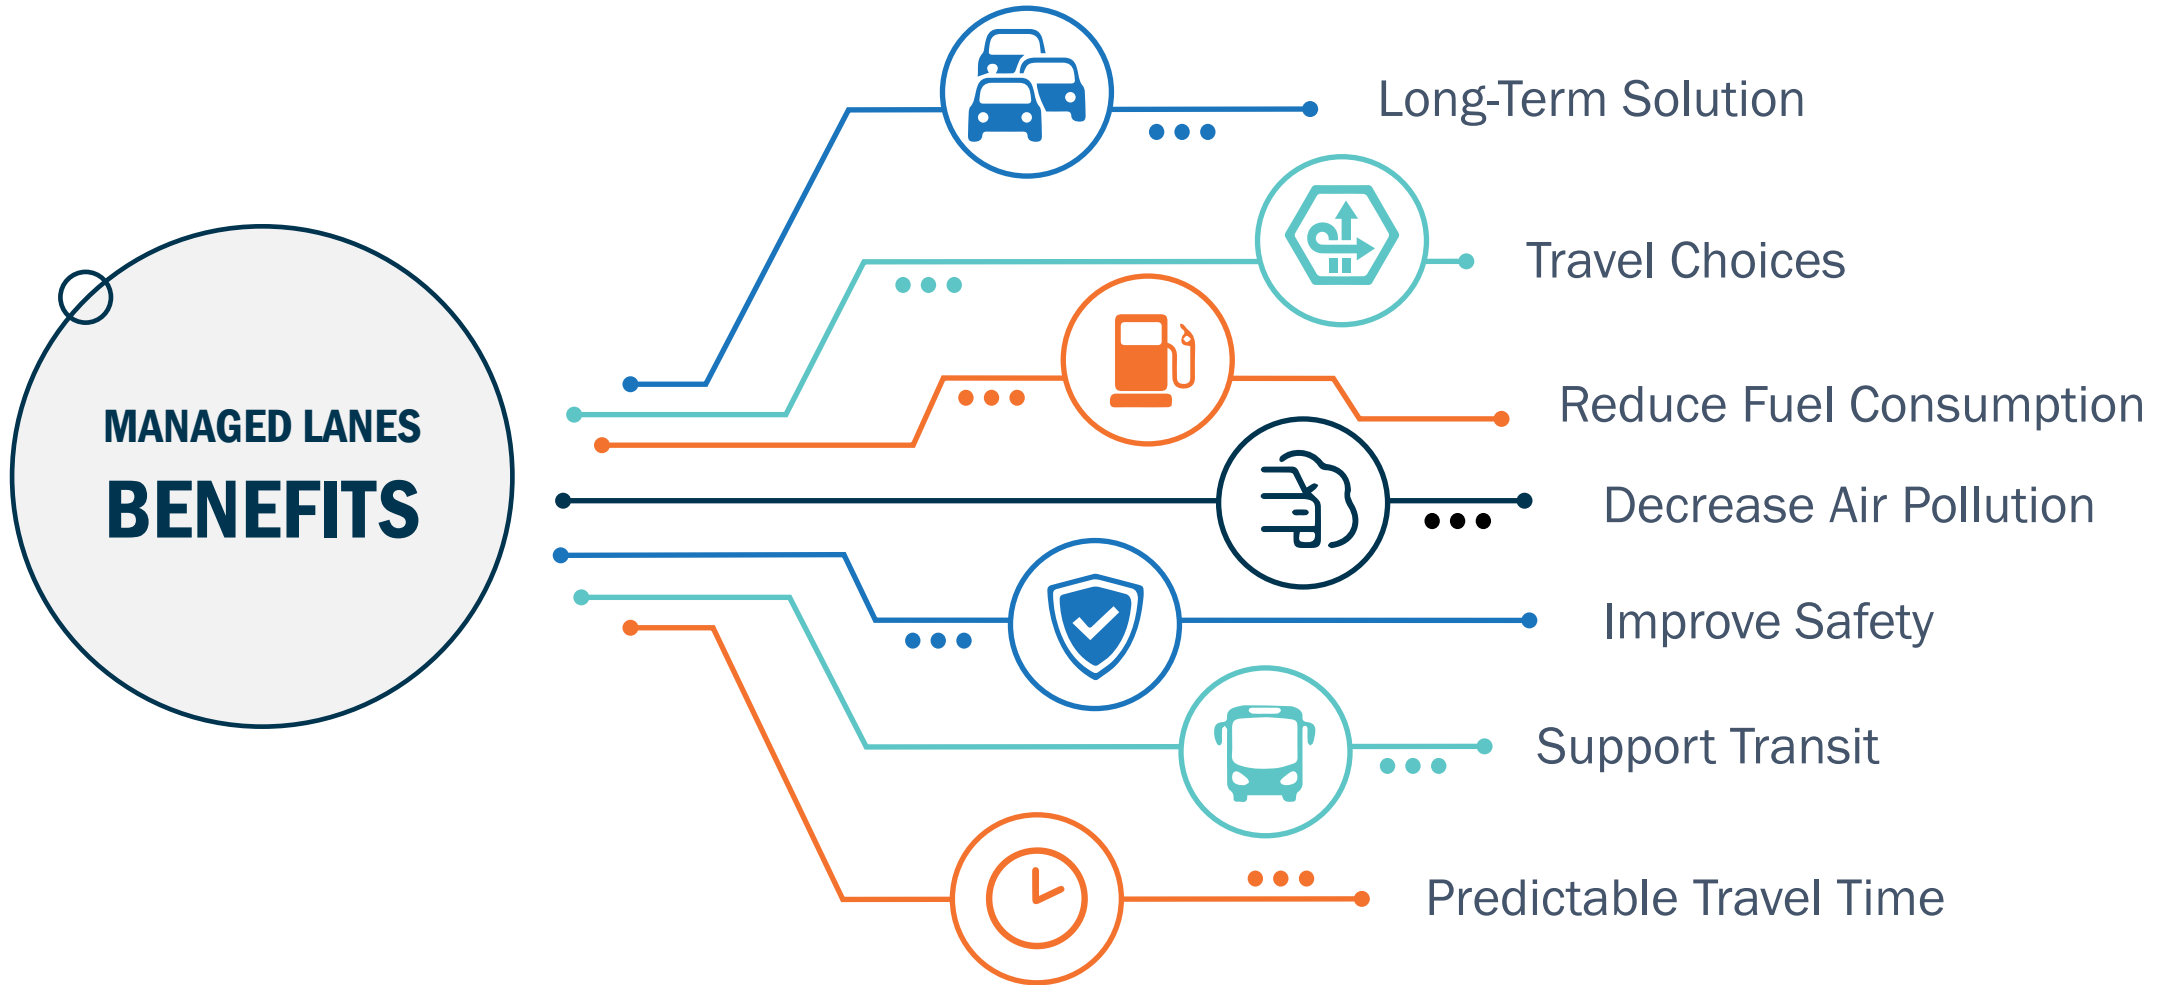 MANAGED LANES
BENEFITS
Long-Term Solution
Travel Choices
Reduce Fuel Consumption
Decrease Air Pollution
Improve Safety
Support Transit
Predictable Travel Time